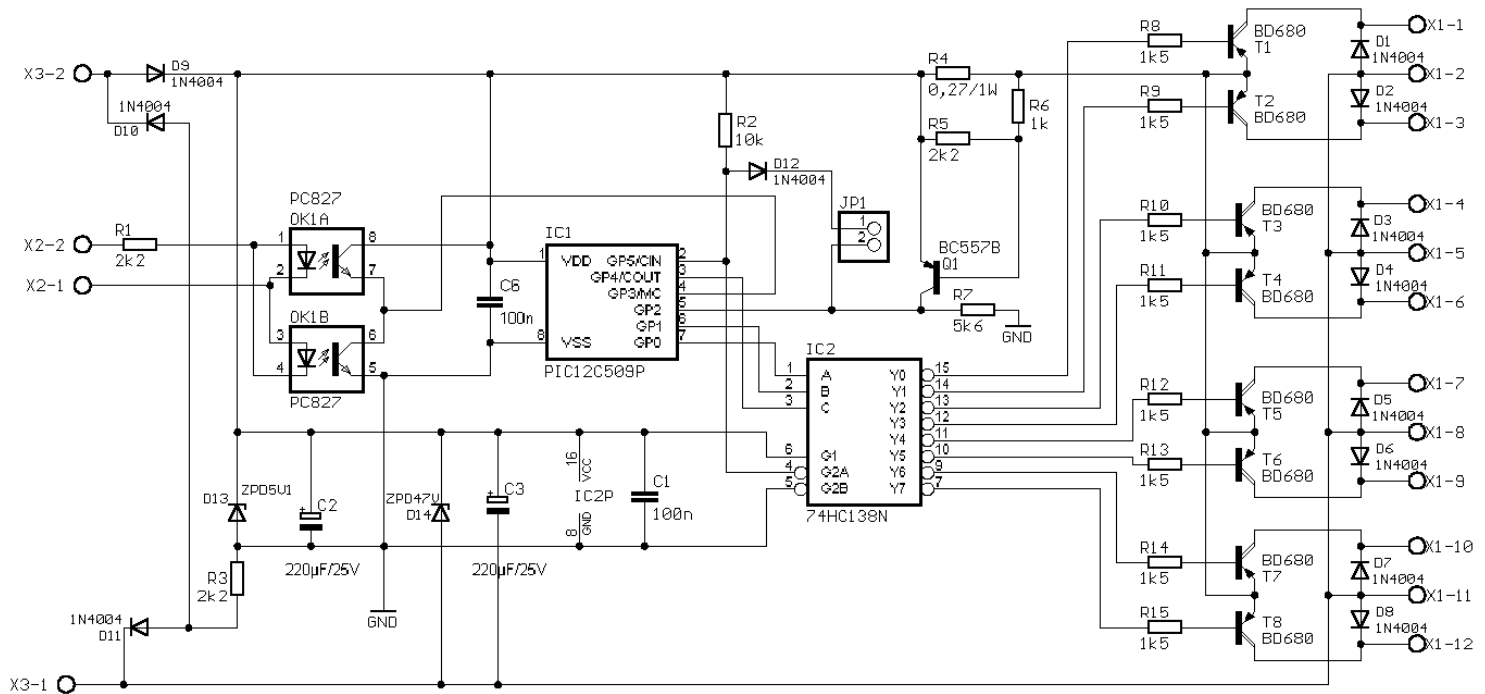 X3-2
D9
1N4004
1N4004
D10
R4
0,27/1W
R8
1k5
BD680
T1
D1
1N4004
X1-1
X1-2
R9
1k5
T2
BD680
D2
1N4004
X1-3
R2
10k
R5
2k2
R6
1k
D12
1N4004
JP1
1
2
PC827
OK1A
1
2
8
7
R1
2k2
X2-2
X2-1
OK1B
3
4
6
5
PC827
C6
100n
IC1
1
VDD
8
VSS
GP5/CIN
2
GP4/COUT
3
GP3/MC
4
GP2
5
GP1
6
GP0
7
PIC12C509P
BC557B
Q1
R7
5k6
GND
R10
1k5
BD680
T3
D3
1N4004
X1-4
X1-5
R11
1k5
T4
BD680
D4
1N4004
X1-6
IC2
1
A
2
B
3
C
6
G1
4
G2A
5
G2B
Y0
15
Y1
14
Y2
13
Y3
12
Y4
11
Y5
10
Y6
9
Y7
7
74HC138N
R12
1k5
BD680
T5
D5
1N4004
X1-7
X1-8
R13
1k5
T6
BD680
D6
1N4004
X1-9
D13
ZPD5V1
C2
+
220µF/25V
ZPD47V
D14
C3
+
220µF/25V
16
VCC
IC2P
8
GND
C1
100n
R3
2k2
GND
1N4004
D11
X3-1
R14
1k5
BD680
T7
D7
1N4004
X1-10
X1-11
R15
1k5
T8
BD680
D8
1N4004
X1-12